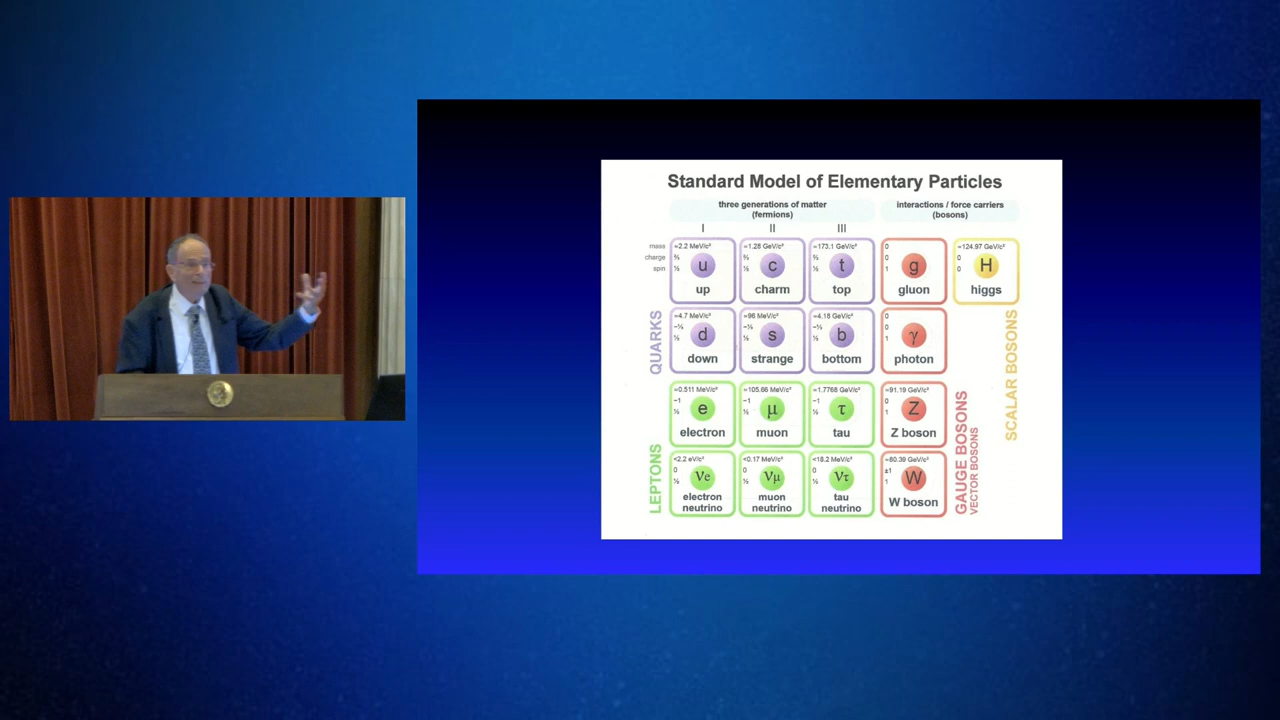 Standard Model of Elementary Particles
three generations of matter
(fermions)
interactions / force carriers
(bosons)
I
II
III
mass
charge
spin
≈2.2 MeV/c²
⅔
½
u
up
≈1.28 GeV/c²
⅔
½
c
charm
≈173.1 GeV/c²
⅔
½
t
top
0
0
1
g
gluon
≈124.97 GeV/c²
0
0
H
higgs
QUARKS
≈4.7 MeV/c²
-⅓
½
d
down
≈96 MeV/c²
-⅓
½
s
strange
≈4.18 GeV/c²
-⅓
½
b
bottom
0
0
1
γ
photon
SCALAR BOSONS
LEPTONS
≈0.511 MeV/c²
-1
½
e
electron
≈105.66 MeV/c²
-1
½
μ
muon
≈1.7768 GeV/c²
-1
½
τ
tau
≈91.19 GeV/c²
0
1
Z
Z boson
GAUGE BOSONS
VECTOR BOSONS
<2.2 eV/c²
0
½
νe
electron
neutrino
<0.17 MeV/c²
0
½
νμ
muon
neutrino
<18.2 MeV/c²
0
½
ντ
tau
neutrino
≈80.39 GeV/c²
±1
1
W
W boson